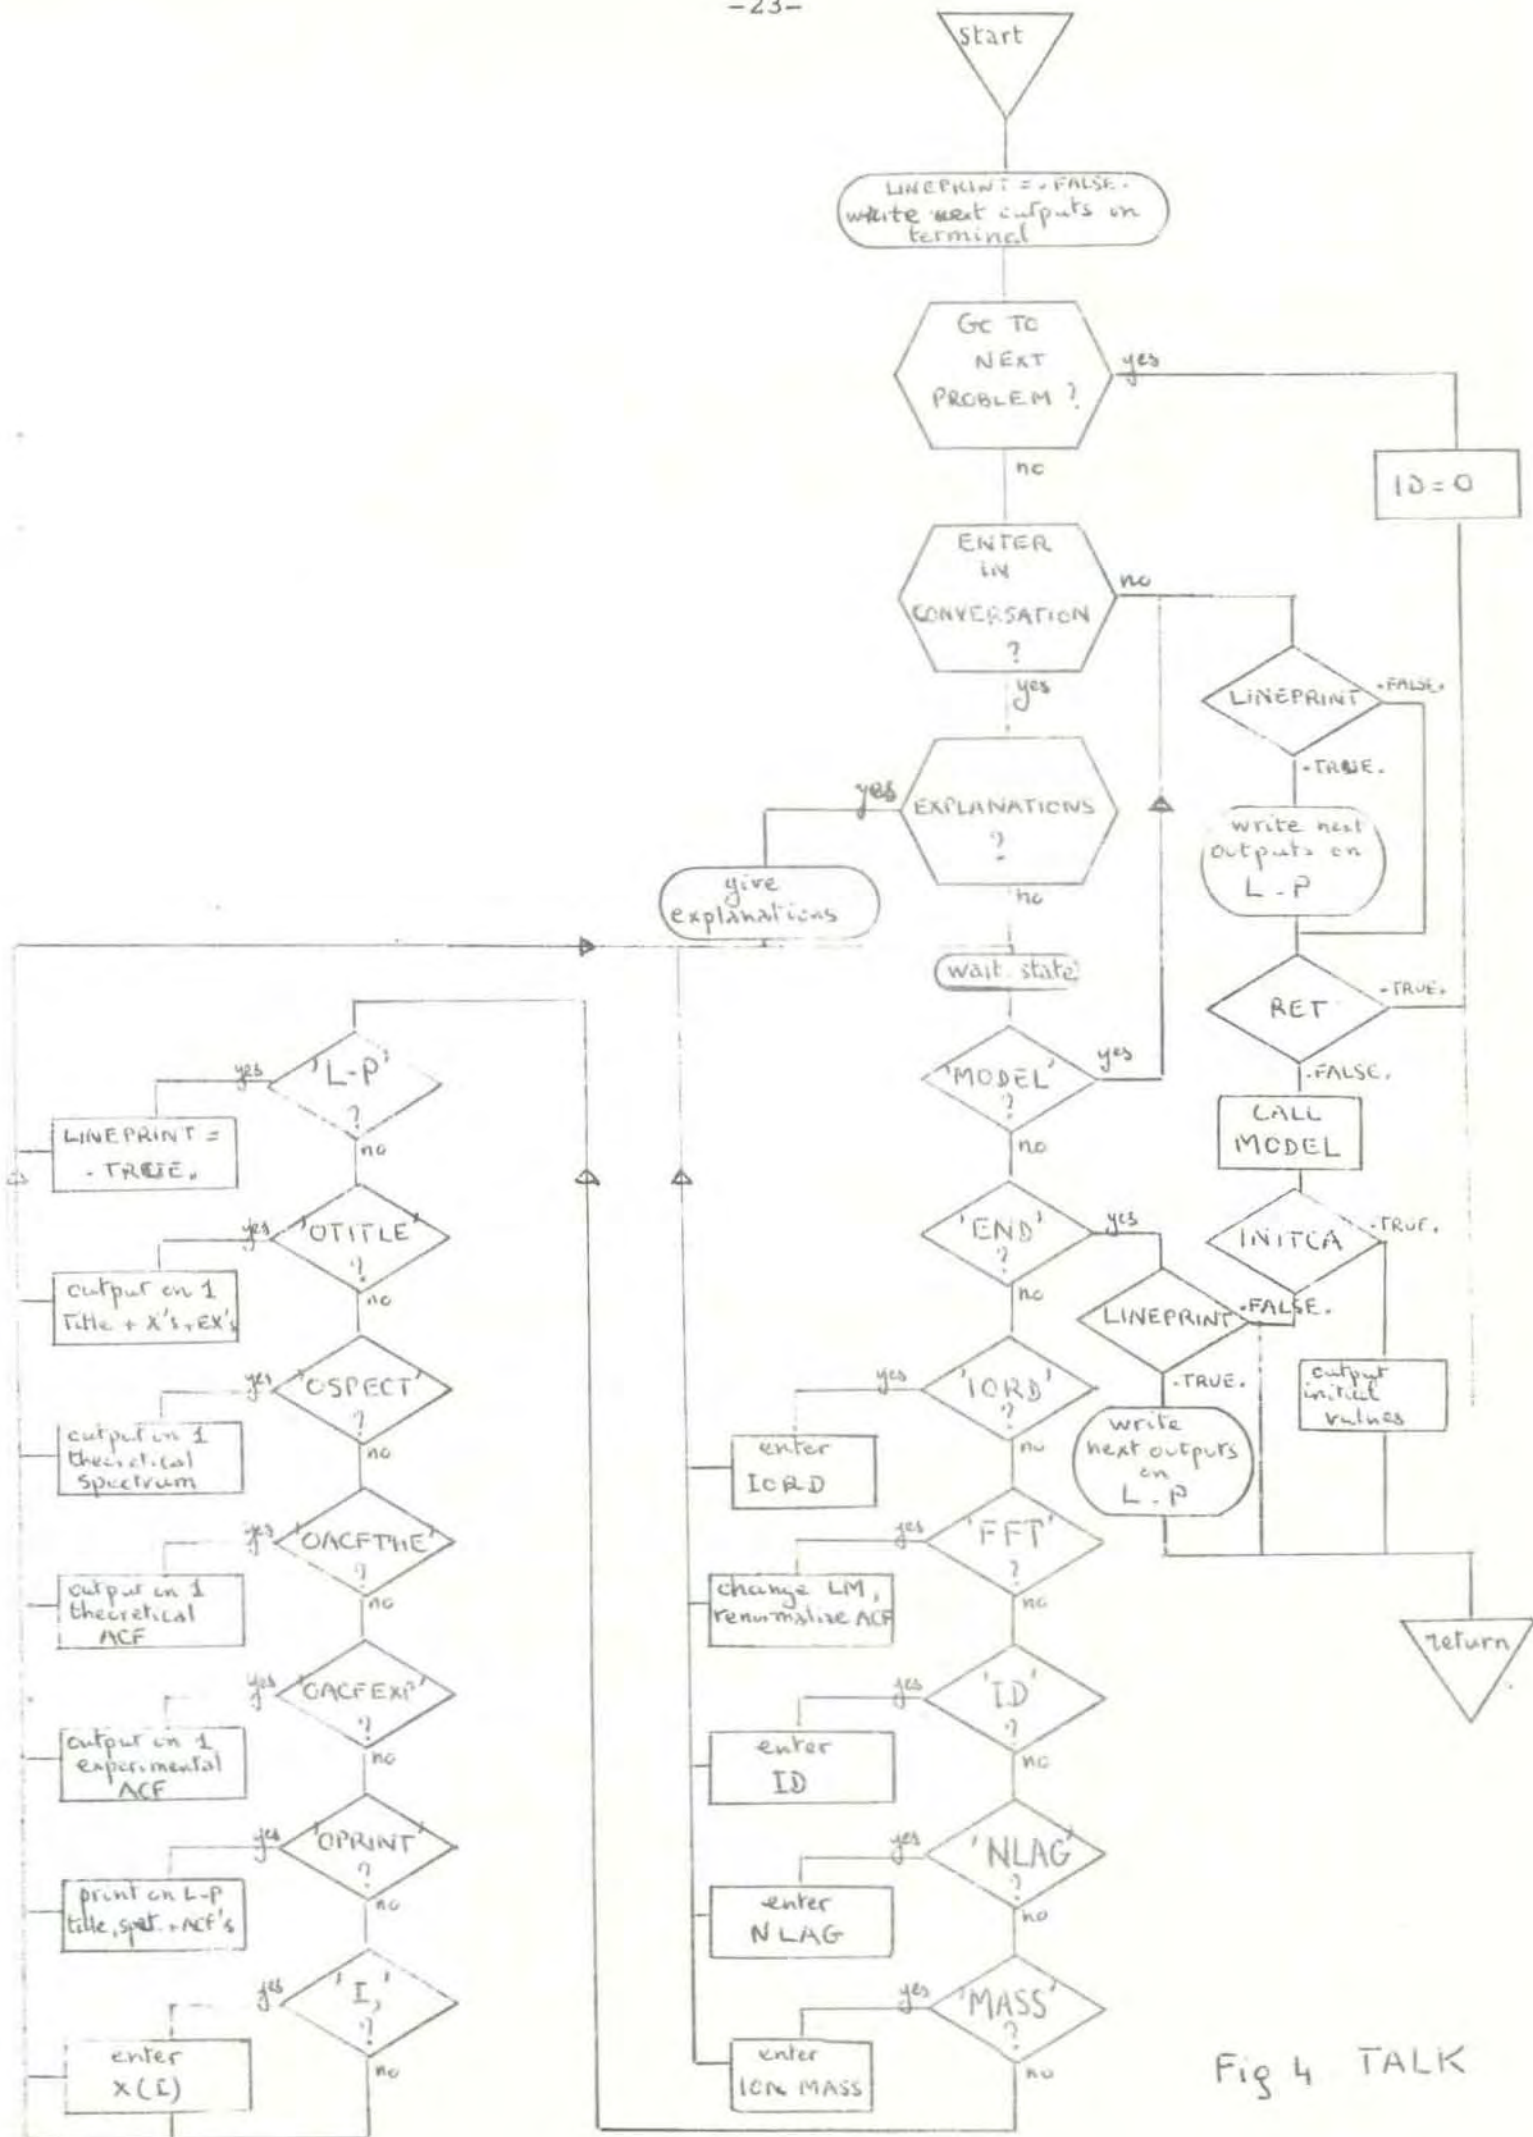 -23-
Start
LINEPRINT = .FALSE.
write next outputs on
terminal
GO TO
NEXT
PROBLEM ?
yes
no
ID = 0
ENTER
IN
CONVERSATION
?
no
yes
LINEPRINT
.FALSE.
.TRUE.
write next
outputs on
L-P
EXPLANATIONS
?
yes
no
give
explanations
wait state
RET
.TRUE.
.FALSE.
CALL
MODEL
'MODEL'
?
yes
no
INITCA
.TRUE.
.FALSE.
output
initial
values
'END'
?
yes
no
LINEPRINT
.TRUE.
write
next outputs
on
L-P
return
'IORD'
?
yes
no
enter
IORD
'FFT'
?
yes
no
change LM,
renormalize ACF
'ID'
?
yes
no
enter
ID
'NLAG'
?
yes
no
enter
NLAG
'MASS'
?
yes
no
enter
ION MASS
'L-P'
?
yes
no
LINEPRINT =
.TRUE.
'OTITLE'
?
yes
no
output on 1
Title + X's, EX's
'OSPECT'
?
yes
no
output on 1
theoretical
spectrum
'OACFTHE'
?
yes
no
output on 1
theoretical
ACF
'OACFEXP'
?
yes
no
output on 1
experimental
ACF
'OPRINT'
?
yes
no
print on L-P
title, spet. + ACF's
'I,'
?
yes
no
enter
X(I)
Fig 4 TALK